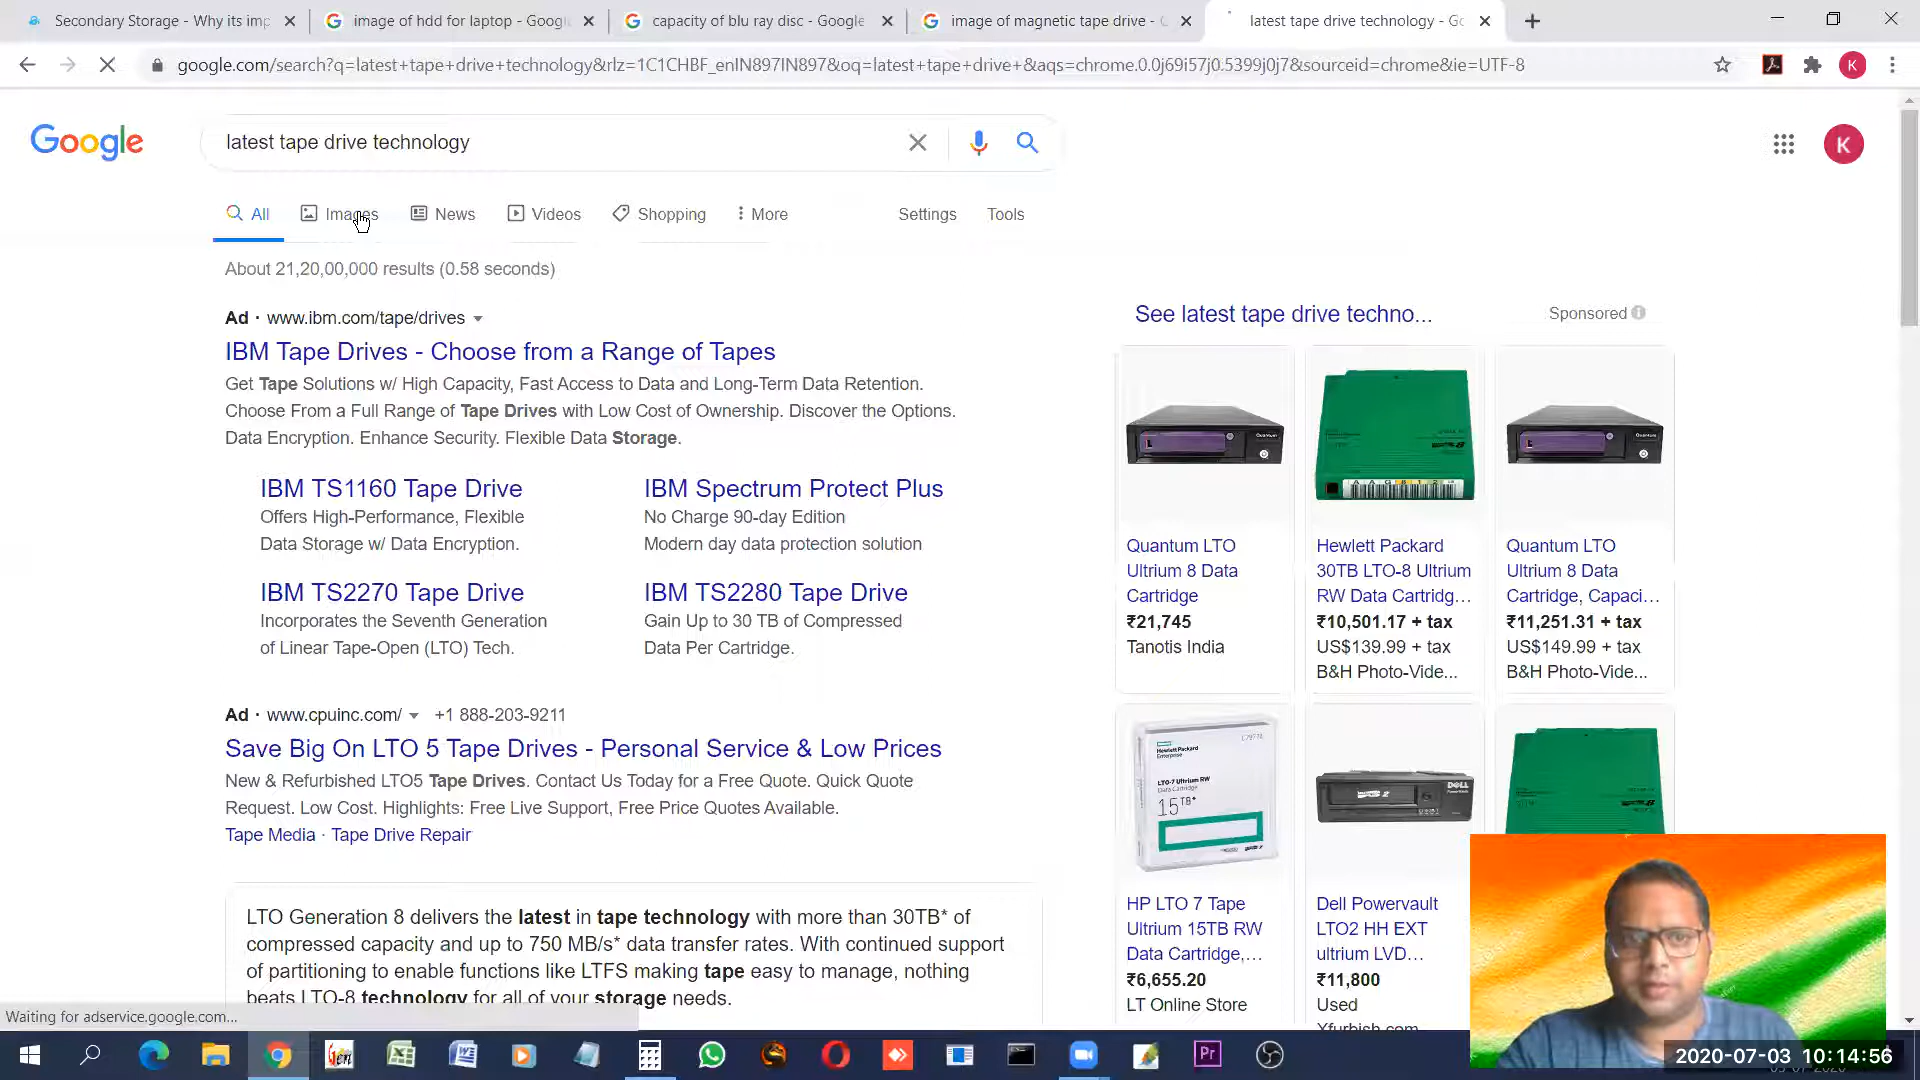 Secondary Storage - Why its imp
image of hdd for laptop - Googl
capacity of blu ray disc - Google
image of magnetic tape drive - G
latest tape drive technology - Go
google.com/search?q=latest+tape+drive+technology&rlz=1C1CHBF_enIN897IN897&oq=latest+tape+drive+&aqs=chrome.0.0j69i57j0.5399j0j7&sourceid=chrome&ie=UTF-8
K
Google
latest tape drive technology
K
All
Images
News
Videos
Shopping
More
Settings
Tools
About 21,20,00,000 results (0.58 seconds)
Ad · www.ibm.com/tape/drives
IBM Tape Drives - Choose from a Range of Tapes
Get Tape Solutions w/ High Capacity, Fast Access to Data and Long-Term Data Retention.
Choose From a Full Range of Tape Drives with Low Cost of Ownership. Discover the Options.
Data Encryption. Enhance Security. Flexible Data Storage.
IBM TS1160 Tape Drive
Offers High-Performance, Flexible
Data Storage w/ Data Encryption.
IBM Spectrum Protect Plus
No Charge 90-day Edition
Modern day data protection solution
IBM TS2270 Tape Drive
Incorporates the Seventh Generation
of Linear Tape-Open (LTO) Tech.
IBM TS2280 Tape Drive
Gain Up to 30 TB of Compressed
Data Per Cartridge.
Ad · www.cpuinc.com/ +1 888-203-9211
Save Big On LTO 5 Tape Drives - Personal Service & Low Prices
New & Refurbished LTO5 Tape Drives. Contact Us Today for a Free Quote. Quick Quote
Request. Low Cost. Highlights: Free Live Support, Free Price Quotes Available.
Tape Media · Tape Drive Repair
LTO Generation 8 delivers the latest in tape technology with more than 30TB* of
compressed capacity and up to 750 MB/s* data transfer rates. With continued support
of partitioning to enable functions like LTFS making tape easy to manage, nothing
beats LTO-8 technology for all of your storage needs.
See latest tape drive techno...
Sponsored
Quantum
Quantum
Quantum LTO
Ultrium 8 Data
Cartridge
₹21,745
Tanotis India
Hewlett Packard
30TB LTO-8 Ultrium
RW Data Cartridg...
₹10,501.17 + tax
US$139.99 + tax
B&H Photo-Vide...
Quantum LTO
Ultrium 8 Data
Cartridge, Capaci...
₹11,251.31 + tax
US$149.99 + tax
B&H Photo-Vide...
Hewlett Packard
Enterprise
LTO-7 Ultrium RW
Data Cartridge
15TB*
DELL
HP LTO 7 Tape
Ultrium 15TB RW
Data Cartridge,...
₹6,655.20
LT Online Store
Dell Powervault
LTO2 HH EXT
ultrium LVD...
₹11,800
Used
Xfurbish.com
Waiting for adservice.google.com...
Gen
Pr
2020-07-03 10:14:56